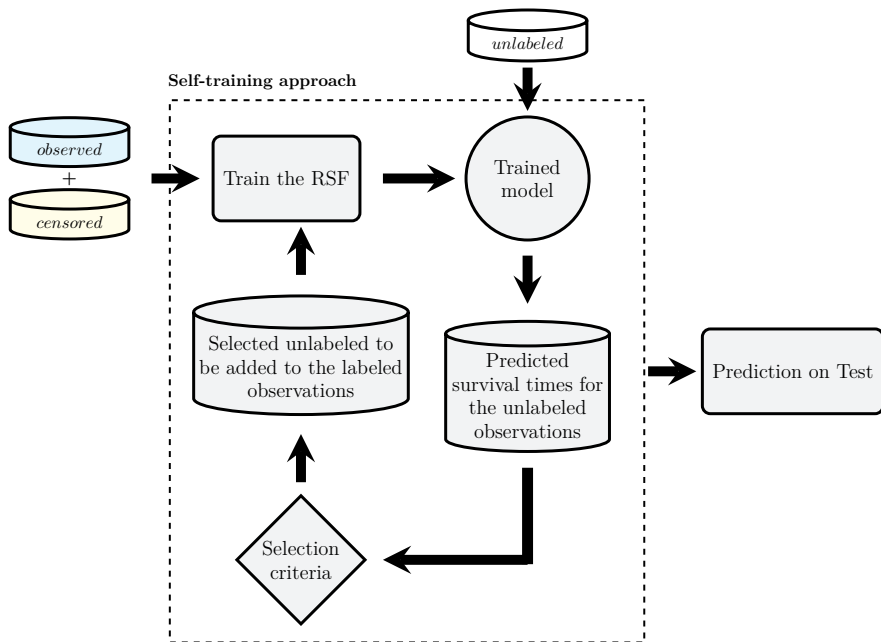 unlabeled
Self-training approach
observed
+
censored
Train the RSF
Trained
model
Selected unlabeled to
be added to the labeled
observations
Predicted
survival times for
the unlabeled
observations
Prediction on Test
Selection
criteria